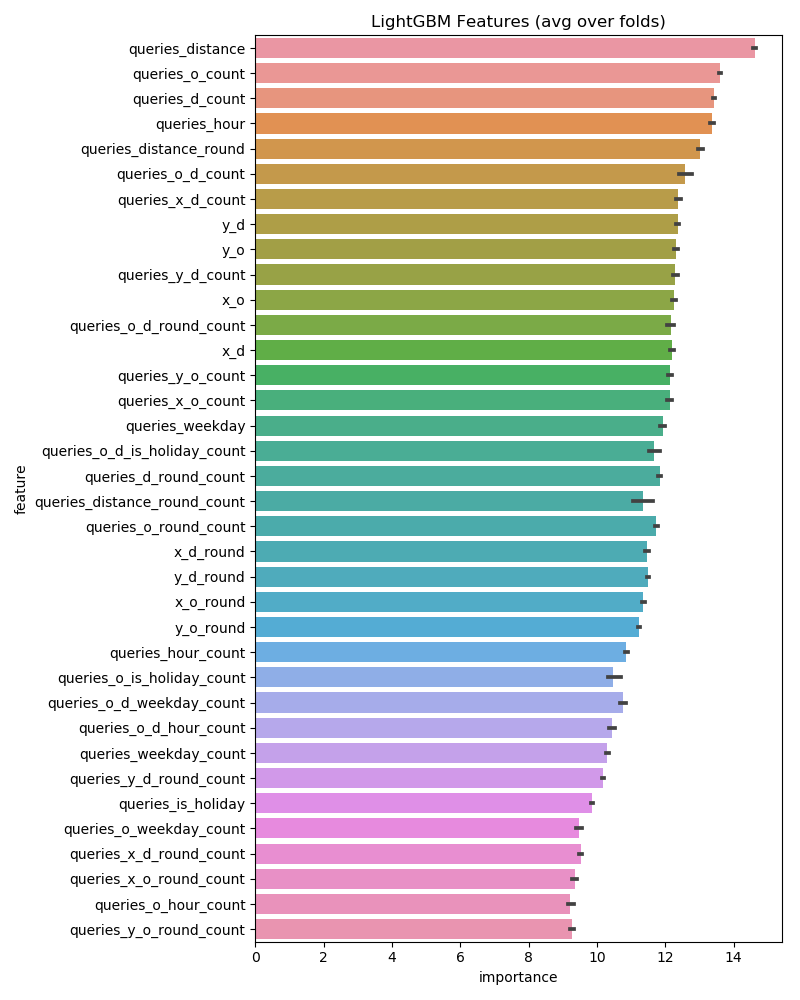 LightGBM Features (avg over folds)
queries_distance
queries_o_count
queries_d_count
queries_hour
queries_distance_round
queries_o_d_count
queries_x_d_count
y_d
y_o
queries_y_d_count
x_o
queries_o_d_round_count
x_d
queries_y_o_count
queries_x_o_count
queries_weekday
queries_o_d_is_holiday_count
queries_d_round_count
queries_distance_round_count
queries_o_round_count
x_d_round
y_d_round
x_o_round
y_o_round
queries_hour_count
queries_o_is_holiday_count
queries_o_d_weekday_count
queries_o_d_hour_count
queries_weekday_count
queries_y_d_round_count
queries_is_holiday
queries_o_weekday_count
queries_x_d_round_count
queries_x_o_round_count
queries_o_hour_count
queries_y_o_round_count
feature
0 2 4 6 8 10 12 14
importance